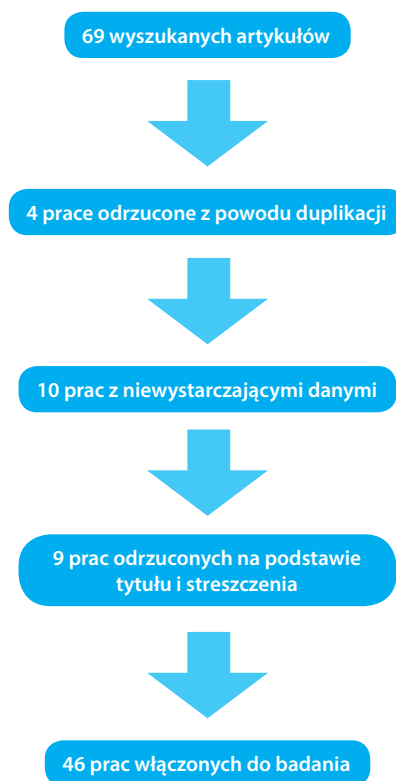 69 wyszukanych artykułów
4 prace odrzucone z powodu duplikacji
10 prac z niewystarczającymi danymi
9 prac odrzuconych na podstawie
tytułu i streszczenia
46 prac włączonych do badania